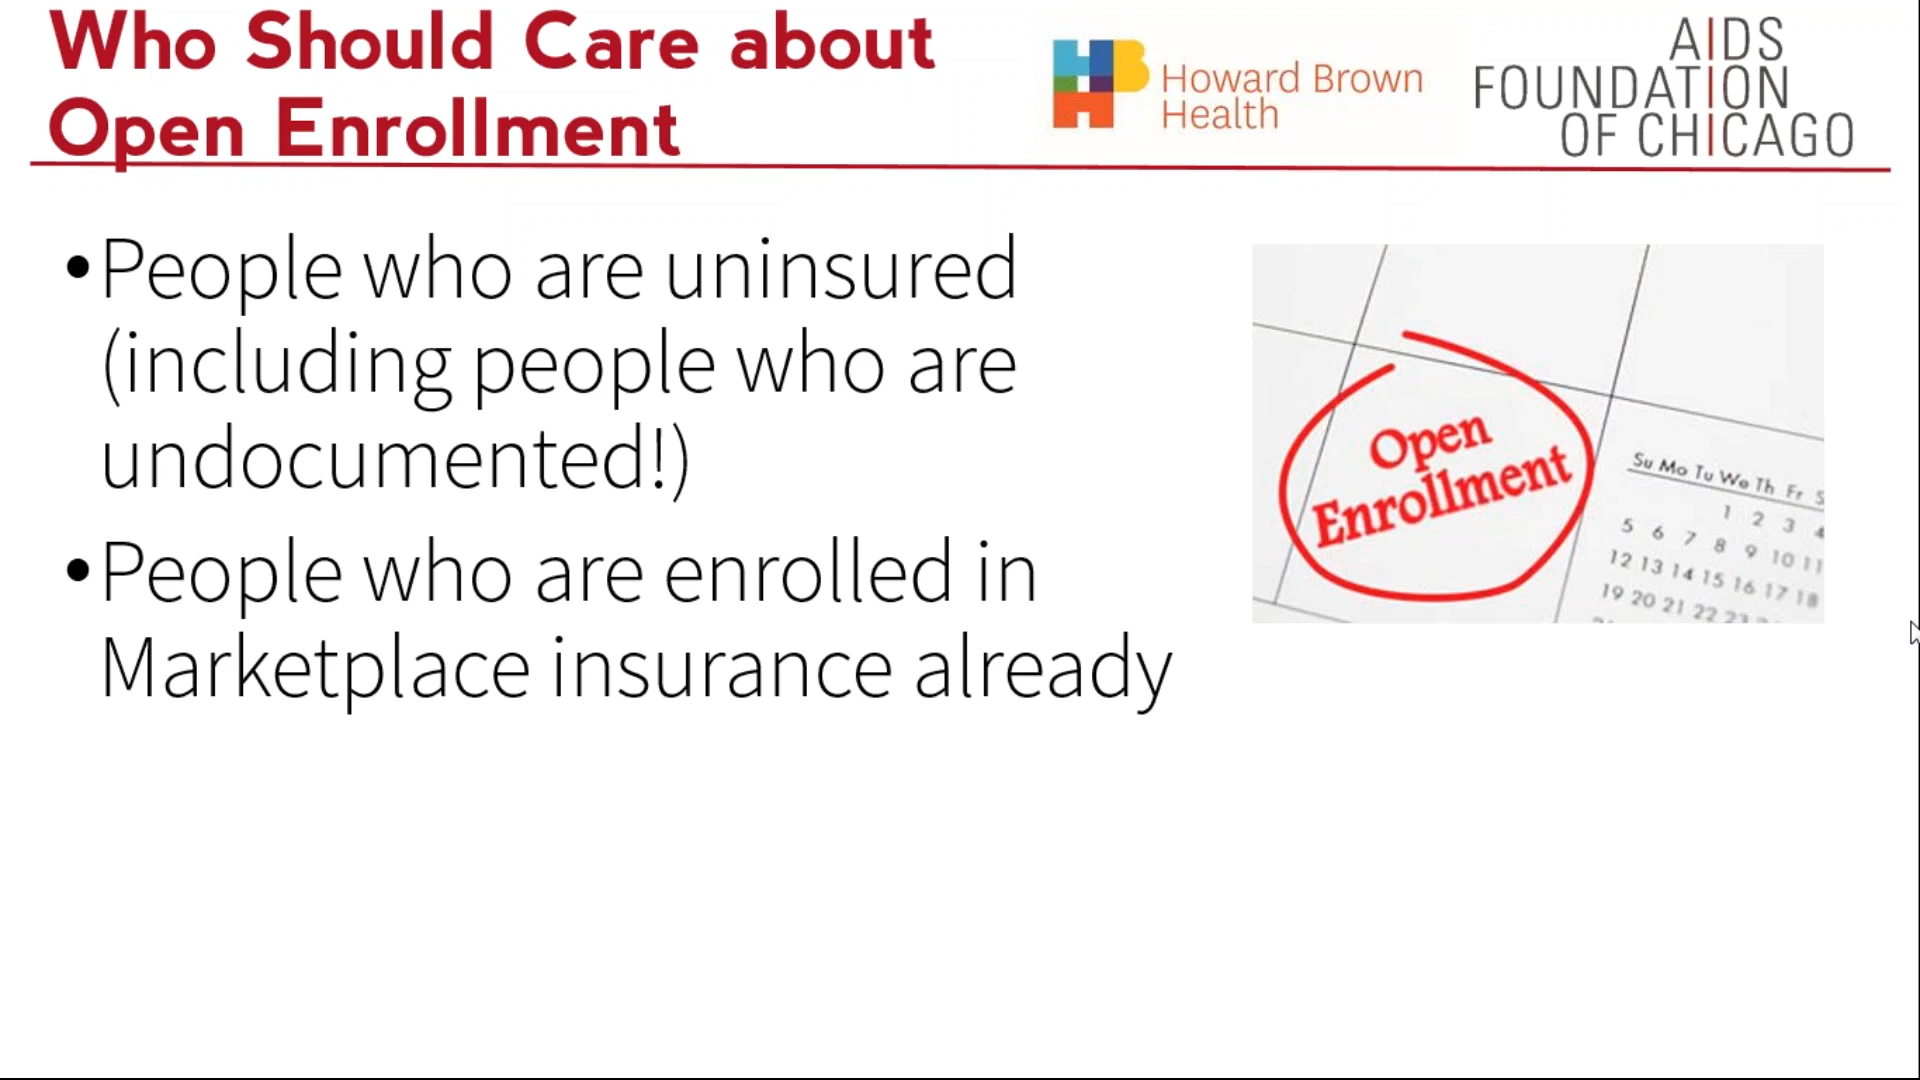 Who Should Care about
Open Enrollment
Howard Brown
Health
AIDS
FOUNDATION
OF CHICAGO
•People who are uninsured
(including people who are
undocumented!)
•People who are enrolled in
Marketplace insurance already
Open
Enrollment
Su Mo Tu We Th Fr S
1 2 3 4
5 6 7 8 9 10 11
12 13 14 15 16 17 18
19 20 21 22 23